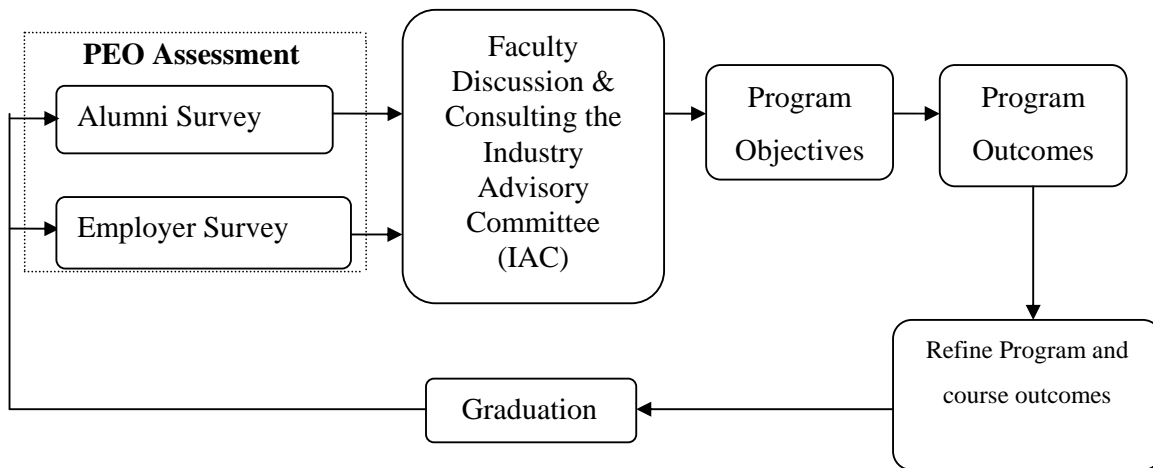 PEO Assessment
Alumni Survey
Employer Survey
Faculty
Discussion &
Consulting the
Industry
Advisory
Committee
(IAC)
Program
Objectives
Program
Outcomes
Refine Program and
course outcomes
Graduation